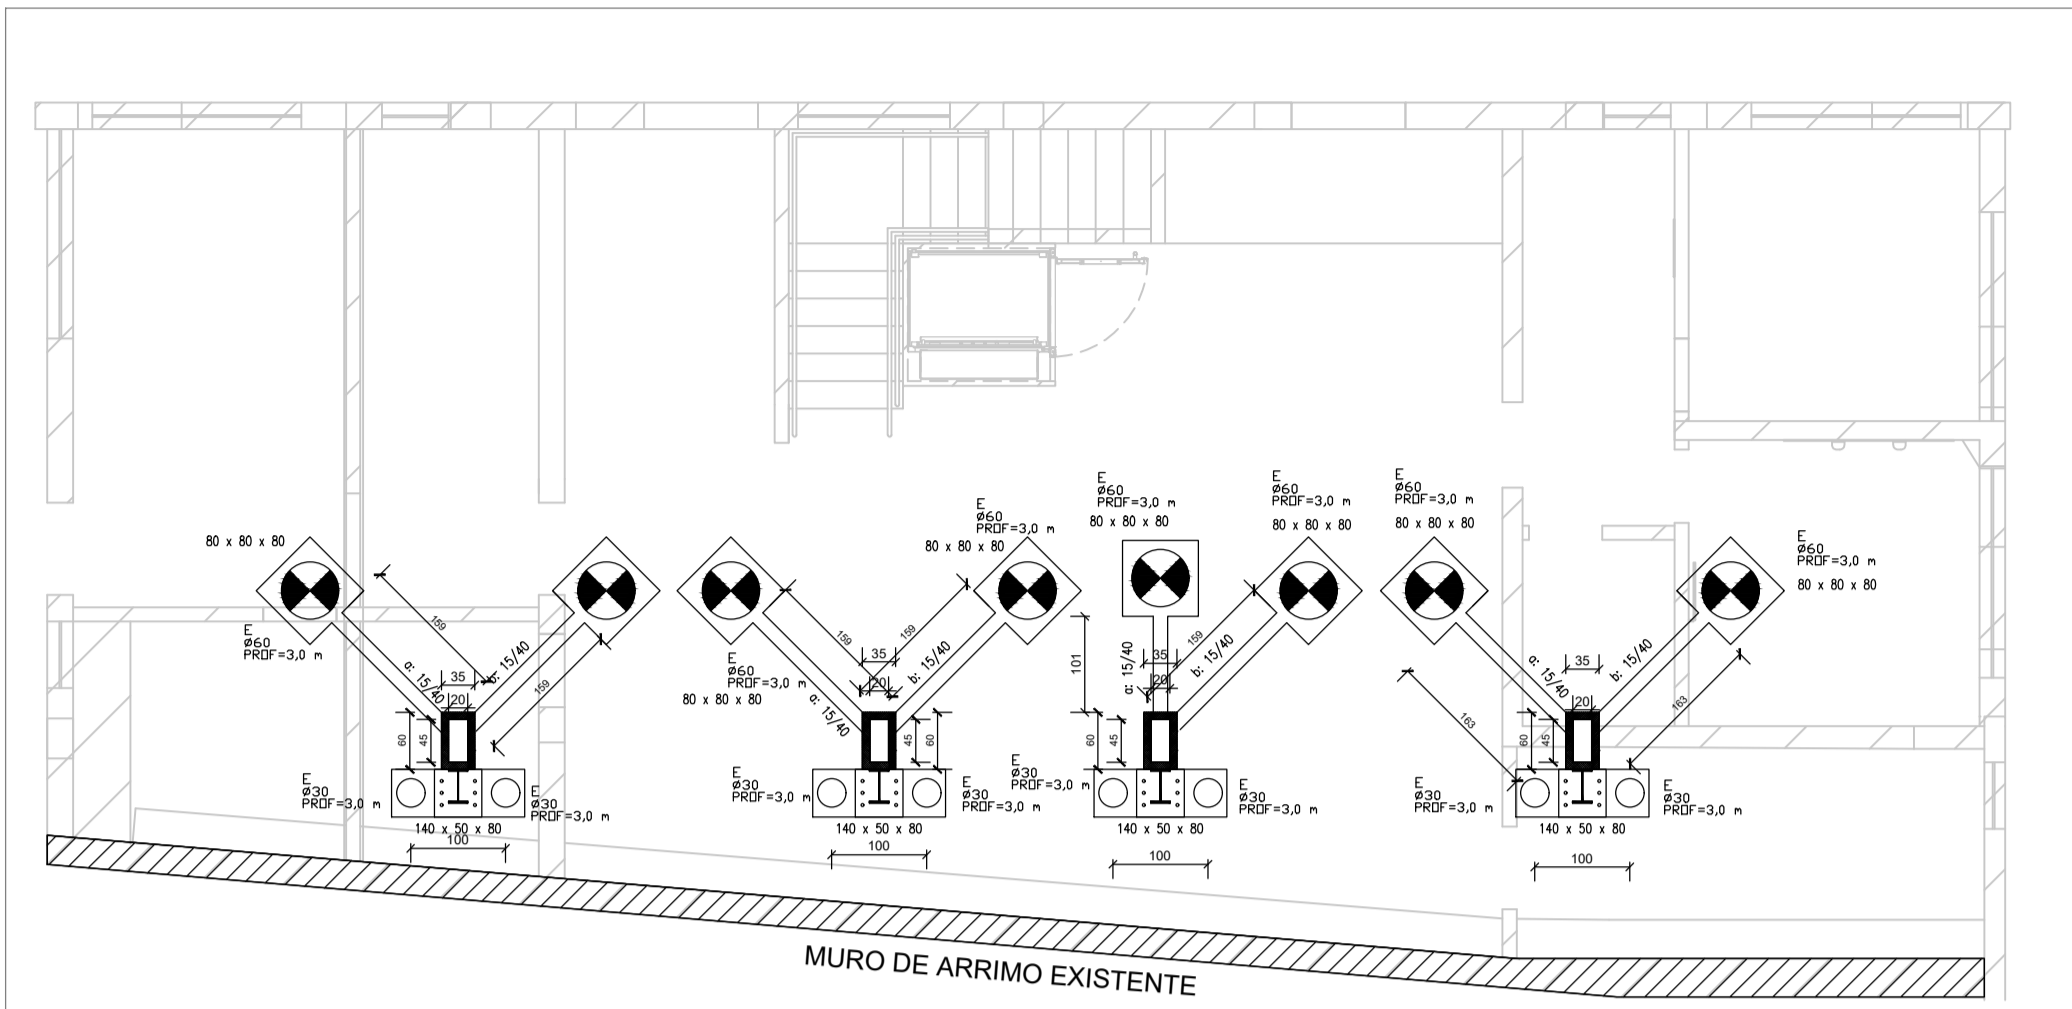 80 x 80 x 80
E
ø60
PROF=3,0 m
159
a: 15/40
b: 15/40
159
35
20
60
45
E
ø30
PROF=3,0 m
E
ø30
PROF=3,0 m
140 x 50 x 80
100
E
ø60
PROF=3,0 m
80 x 80 x 80
E
ø60
PROF=3,0 m
80 x 80 x 80
159
159
a: 15/40
b: 15/40
35
20
45
60
E
ø30
PROF=3,0 m
E
ø30
PROF=3,0 m
140 x 50 x 80
100
E
ø60
PROF=3,0 m
80 x 80 x 80
E
ø60
PROF=3,0 m
80 x 80 x 80
101
a: 15/40
159
b: 15/40
35
20
60
45
E
ø30
PROF=3,0 m
E
ø30
PROF=3,0 m
140 x 50 x 80
100
E
ø60
PROF=3,0 m
80 x 80 x 80
E
ø60
PROF=3,0 m
80 x 80 x 80
163
a: 15/40
b: 15/40
163
35
20
60
45
E
ø30
PROF=3,0 m
E
ø30
PROF=3,0 m
140 x 50 x 80
100
MURO DE ARRIMO EXISTENTE